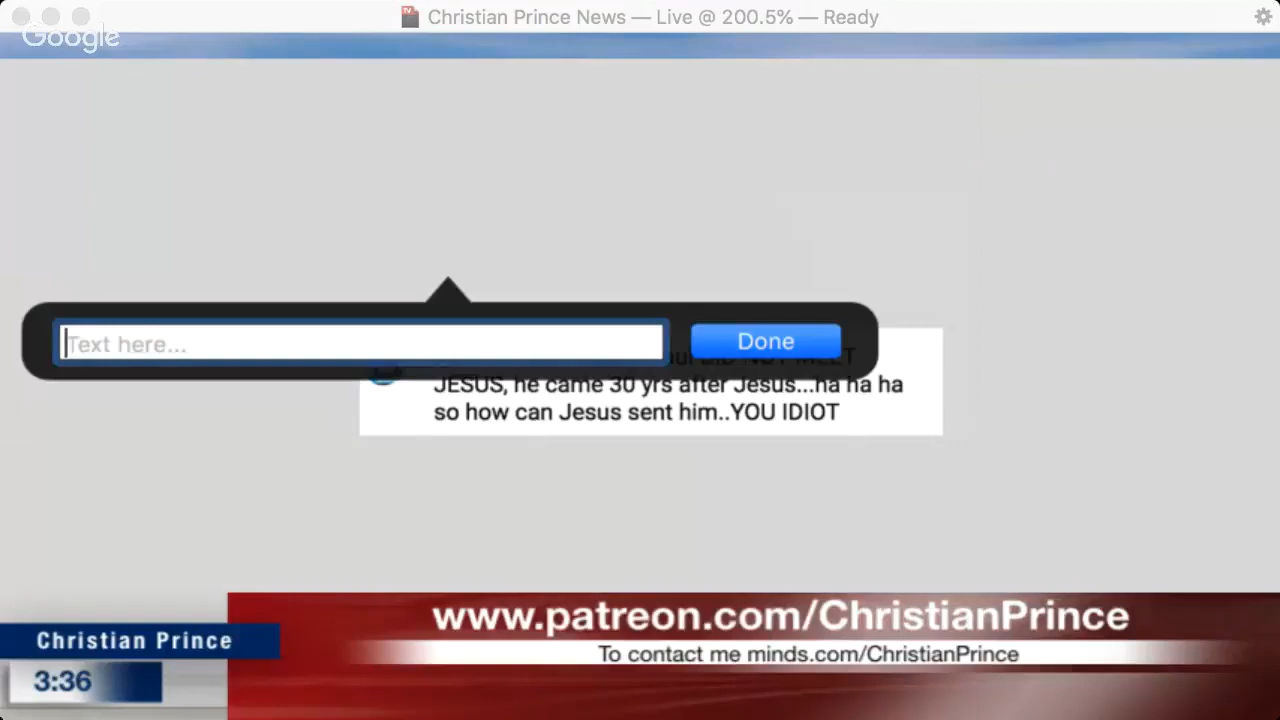 Christian Prince News — Live @ 200.5% — Ready
Google
Text here...
Done
NOT MEET
JESUS, he came 30 yrs after Jesus...ha ha ha
so how can Jesus sent him..YOU IDIOT
www.patreon.com/ChristianPrince
To contact me minds.com/ChristianPrince
Christian Prince
3:36